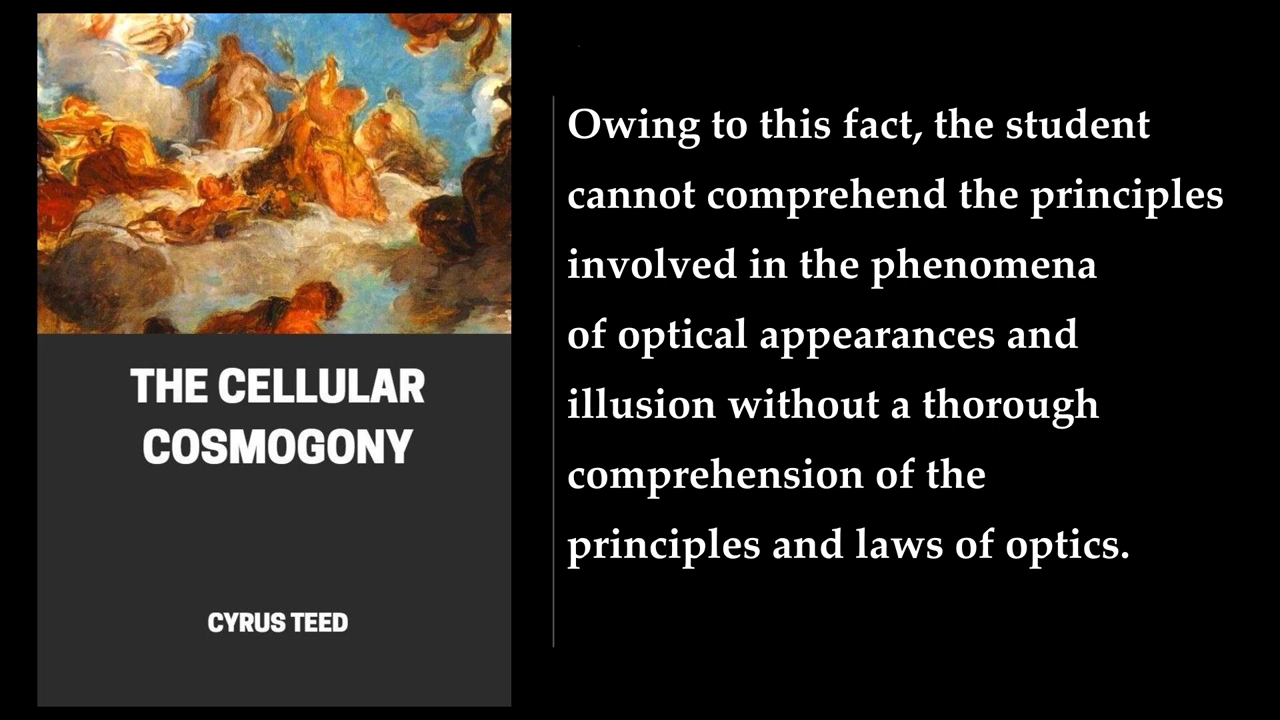 THE CELLULAR
COSMOGONY
CYRUS TEED
Owing to this fact, the student
cannot comprehend the principles
involved in the phenomena
of optical appearances and
illusion without a thorough
comprehension of the
principles and laws of optics.